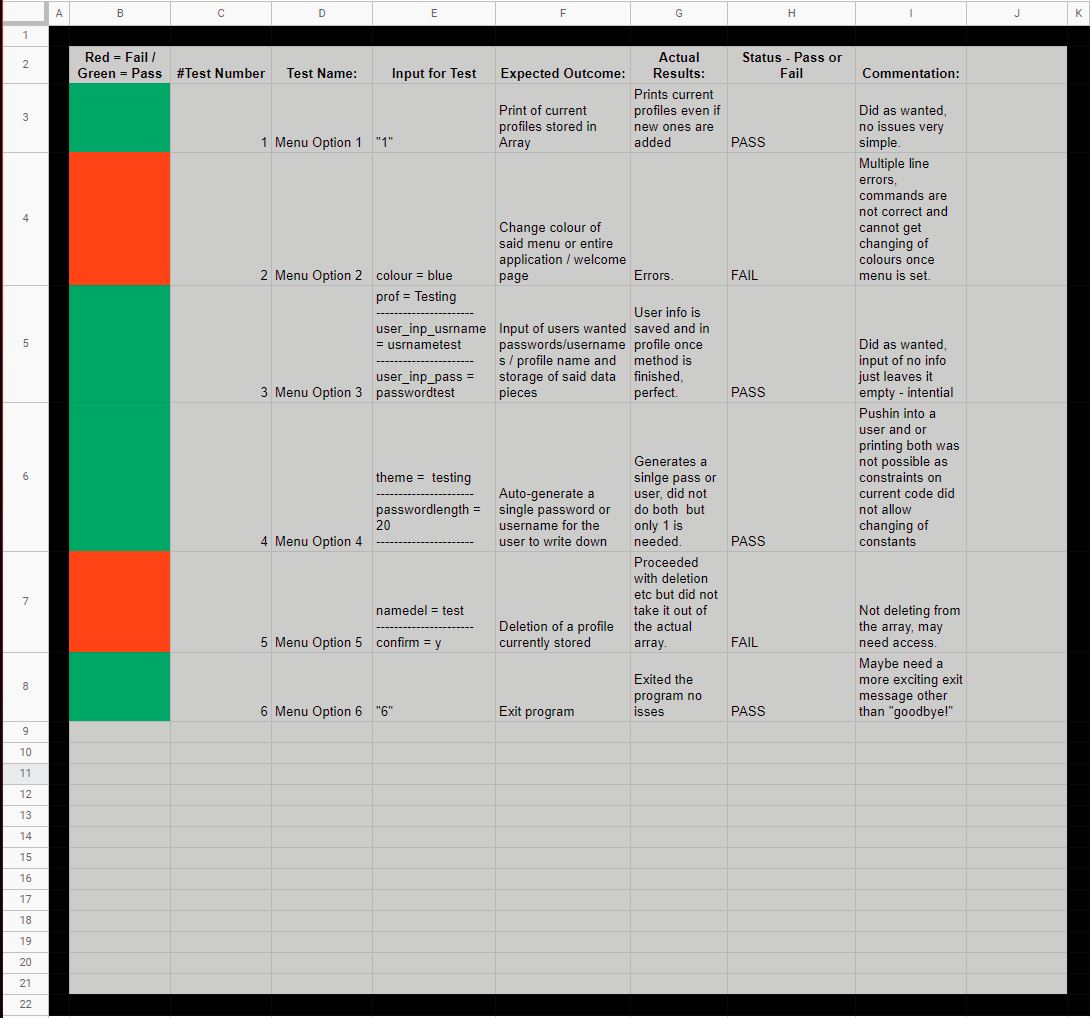 A B C D E F G H I J K
1
2
Red = Fail /
Green = Pass
#Test Number
Test Name:
Input for Test
Expected Outcome:
Actual
Results:
Status - Pass or
Fail
Commentation:
3
1
Menu Option 1
"1"
Print of current
profiles stored in
Array
Prints current
profiles even if
new ones are
added
PASS
Did as wanted,
no issues very
simple.
4
2
Menu Option 2
colour = blue
Change colour of
said menu or entire
application / welcome
page
Errors.
FAIL
Multiple line
errors,
commands are
not correct and
cannot get
changing of
colours once
menu is set.
5
3
Menu Option 3
prof = Testing
----------------------
user_inp_usrname
= usrnametest
----------------------
user_inp_pass =
passwordtest
Input of users wanted
passwords/username
s / profile name and
storage of said data
pieces
User info is
saved and in
profile once
method is
finished,
perfect.
PASS
Did as wanted,
input of no info
just leaves it
empty - intential
6
4
Menu Option 4
theme =  testing
----------------------
passwordlength =
20
----------------------
Auto-generate a
single password or
username for the
user to write down
Generates a
sinlge pass or
user, did not
do both  but
only 1 is
needed.
PASS
Pushin into a
user and or
printing both was
not possible as
constraints on
current code did
not allow
changing of
constants
7
5
Menu Option 5
namedel = test
----------------------
confirm = y
Deletion of a profile
currently stored
Proceeded
with deletion
etc but did not
take it out of
the actual
array.
FAIL
Not deleting from
the array, may
need access.
8
6
Menu Option 6
"6"
Exit program
Exited the
program no
isses
PASS
Maybe need a
more exciting exit
message other
than "goodbye!"
9
10
11
12
13
14
15
16
17
18
19
20
21
22